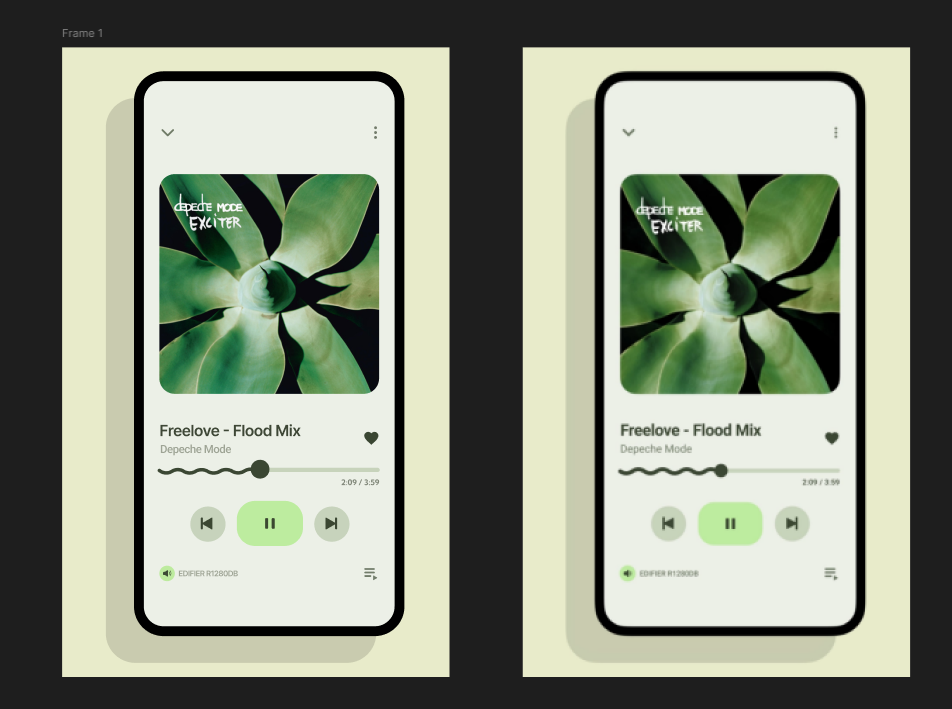 Frame 1
depeche MODE
EXCiTER
Freelove - Flood Mix
Depeche Mode
2:09 / 3:59
EDIFIER R1280DB
depeche MODE
EXCiTER
Freelove - Flood Mix
Depeche Mode
2:09 / 3:59
EDIFIER R1280DB